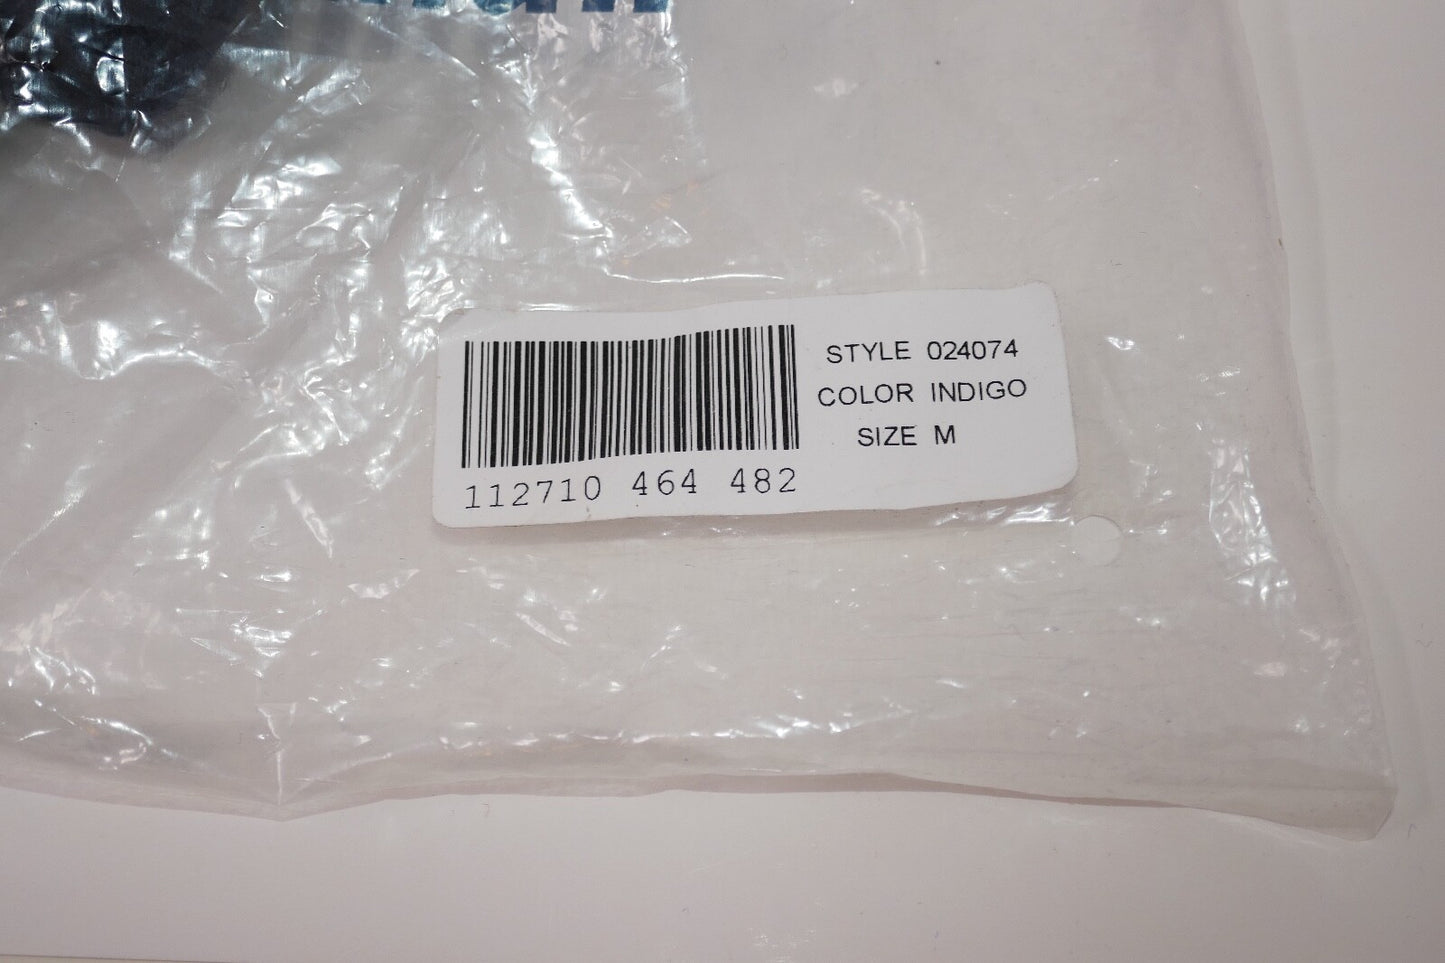 STYLE 024074
COLOR INDIGO
SIZE M
112710 464 482